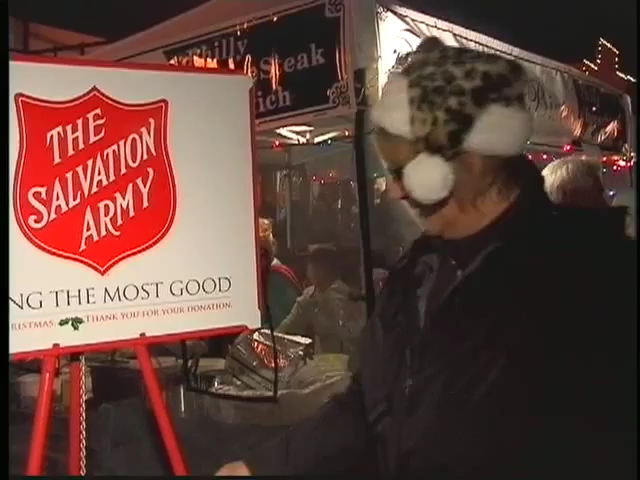 THE
SALVATION
ARMY
NG THE MOST GOOD
RISTMAS. THANK YOU FOR YOUR DONATION.
Philly
Steak
ich